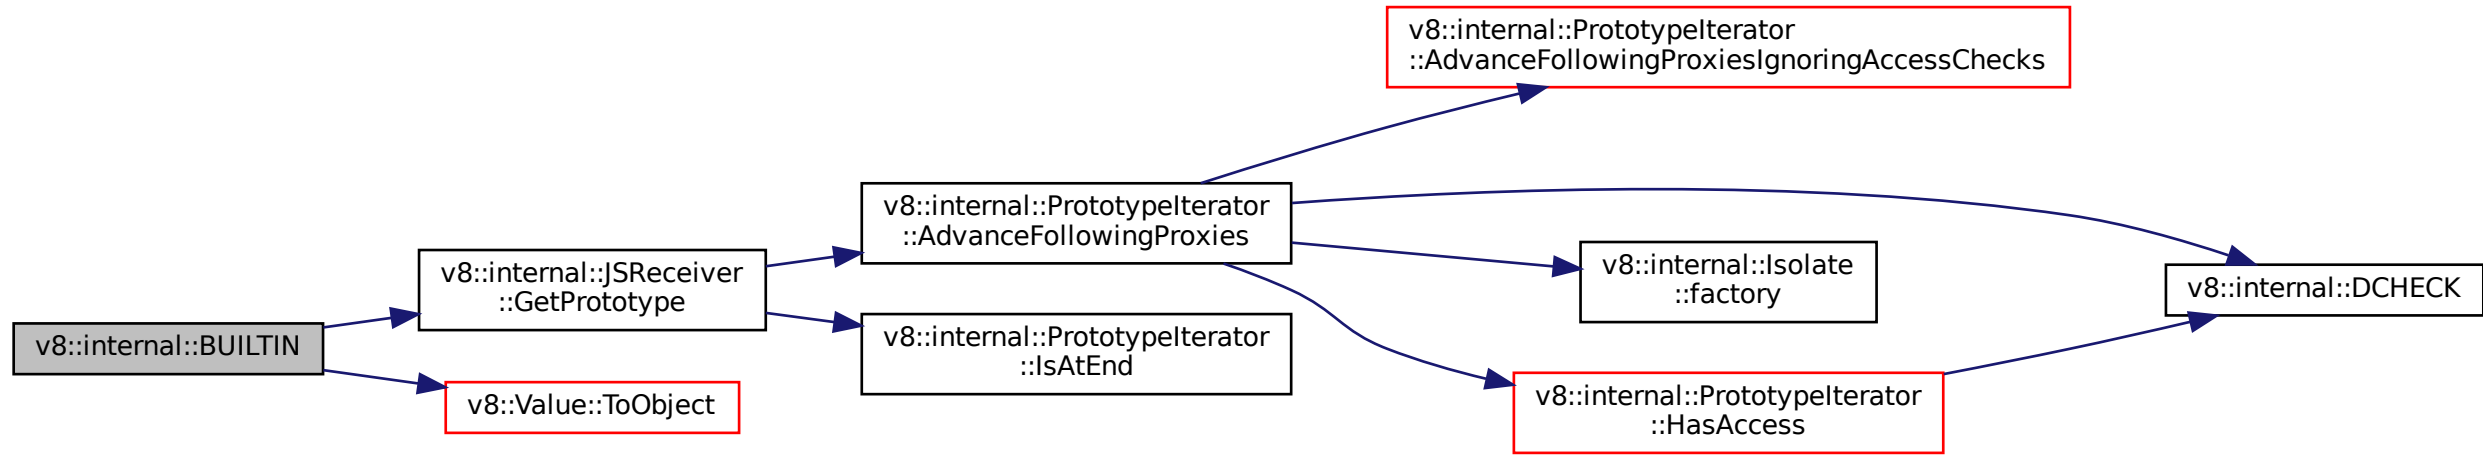 v8::internal::BUILTIN
v8::internal::JSReceiver
::GetPrototype
v8::Value::ToObject
v8::internal::PrototypeIterator
::AdvanceFollowingProxies
v8::internal::PrototypeIterator
::IsAtEnd
v8::internal::PrototypeIterator
::AdvanceFollowingProxiesIgnoringAccessChecks
v8::internal::Isolate
::factory
v8::internal::PrototypeIterator
::HasAccess
v8::internal::DCHECK